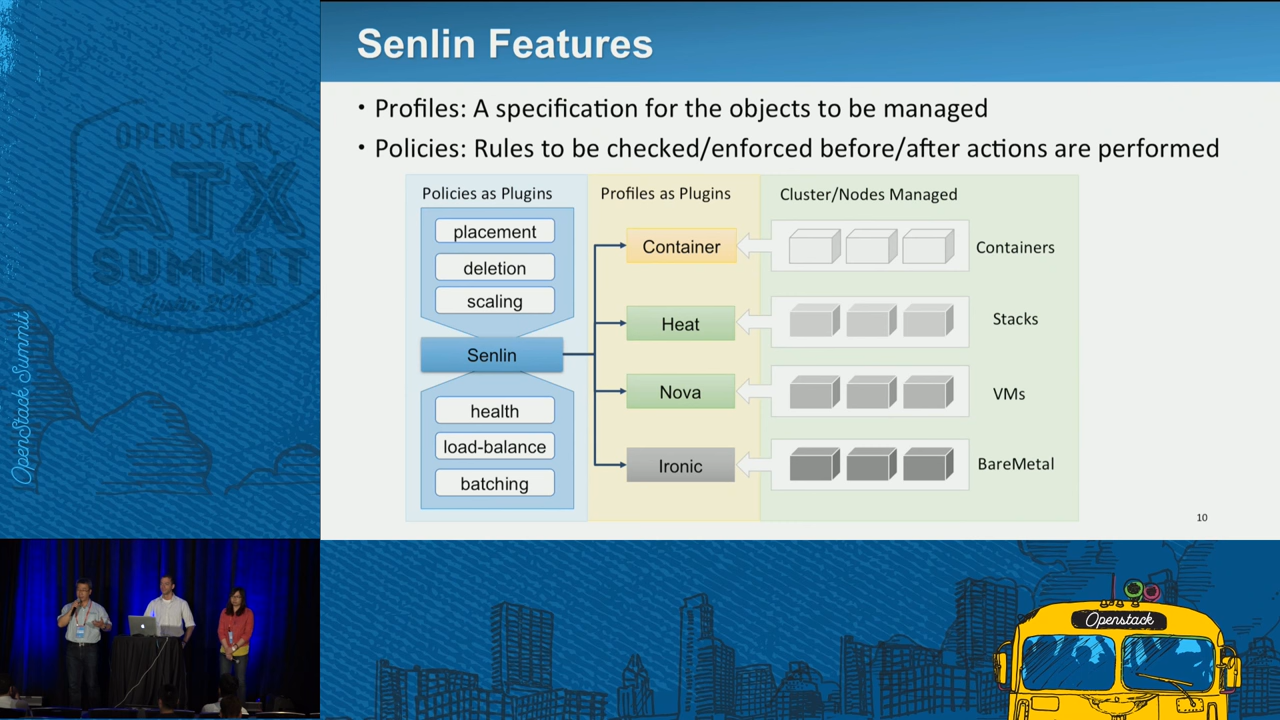 OPENSTACK
ATX
SUMMIT
Austin 2016
OpenStack Summit
Senlin Features
• Profiles: A specification for the objects to be managed
• Policies: Rules to be checked/enforced before/after actions are performed
Policies as Plugins
Profiles as Plugins
Cluster/Nodes Managed
placement
deletion
scaling
Senlin
health
load-balance
batching
Container
Heat
Nova
Ironic
Containers
Stacks
VMs
BareMetal
10
Openstack